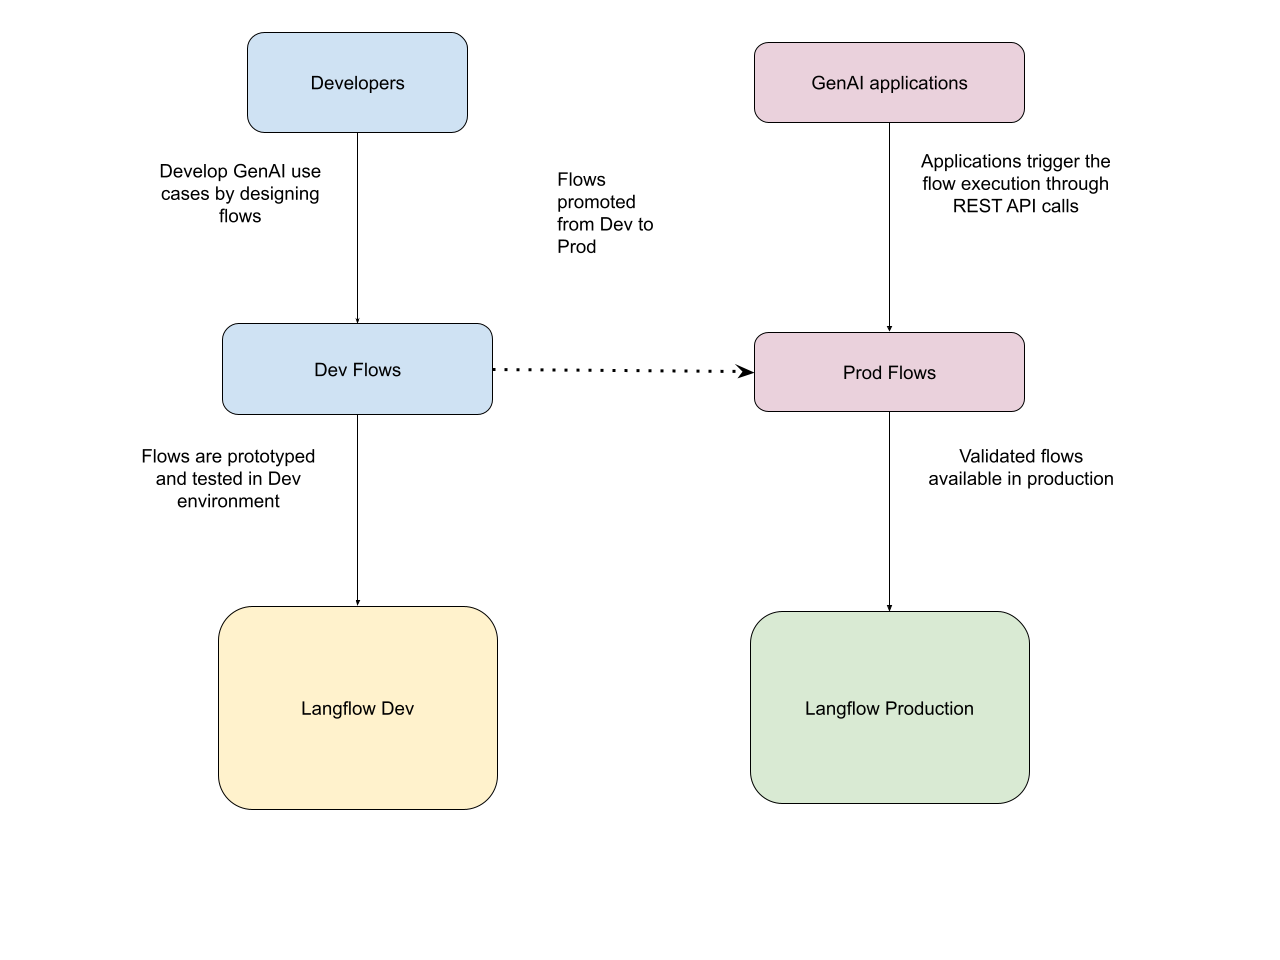 Developers
GenAI applications
Develop GenAI use
cases by designing
flows
Flows
promoted
from Dev to
Prod
Applications trigger the
flow execution through
REST API calls
Dev Flows
Prod Flows
Flows are prototyped
and tested in Dev
environment
Validated flows
available in production
Langflow Dev
Langflow Production